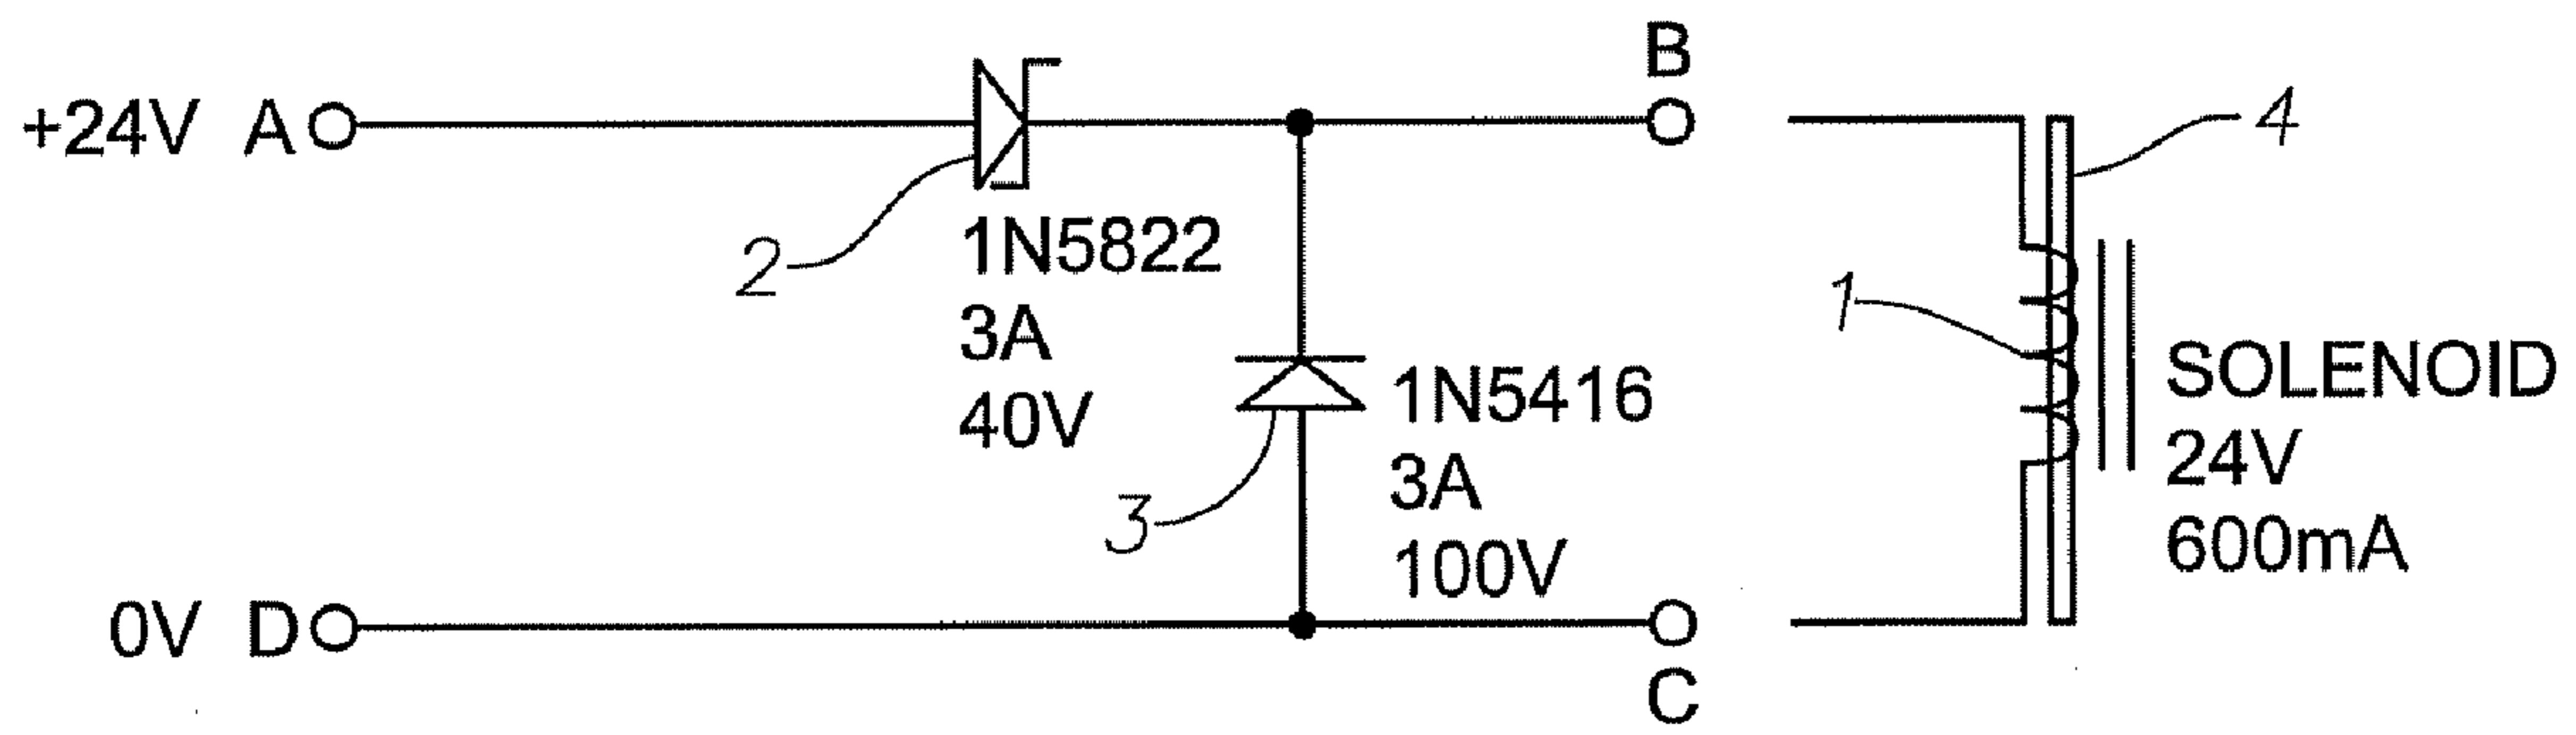 B
+24V A
4
2
1N5822
3A
40V
1
1N5416
3A
100V
3
SOLENOID
24V
600mA
0V D
C